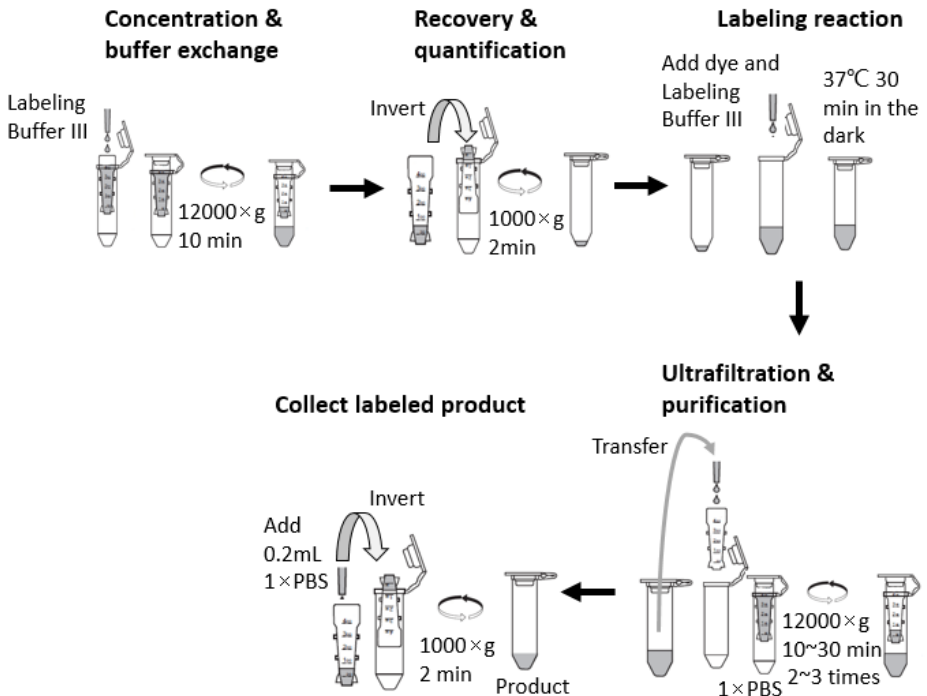 Concentration &
buffer exchange
Labeling
Buffer III
12000×g
10 min
Recovery &
quantification
Invert
1000×g
2min
Labeling reaction
Add dye and
Labeling
Buffer III
37℃ 30
min in the
dark
Ultrafiltration &
purification
Transfer
12000×g
10~30 min
2~3 times
1×PBS
Collect labeled product
Invert
Add
0.2mL
1×PBS
1000×g
2 min
Product